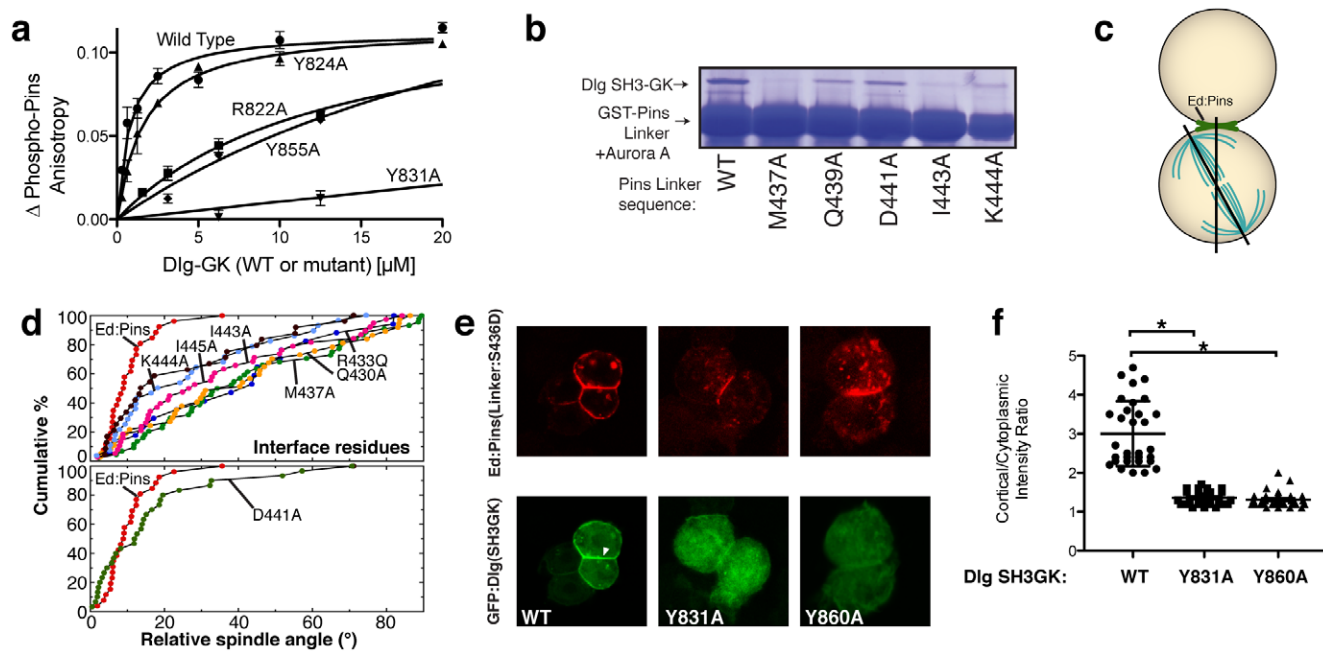 a
Δ Phospho-Pins
Anisotropy
0.10
0.05
0.00
Wild Type
Y824A
R822A
Y855A
Y831A
0
5
10
15
20
Dlg-GK (WT or mutant) [µM]
b
Dlg SH3-GK
GST-Pins
Linker
+Aurora A
Pins Linker
sequence:
WT
M437A
Q439A
D441A
I443A
K444A
c
Ed:Pins
d
Cumulative %
100
80
60
40
20
0
Ed:Pins
I443A
K444A
I445A
R433Q
Q430A
M437A
Interface residues
100
80
60
40
20
0
Ed:Pins
D441A
0
20
40
60
80
Relative spindle angle (°)
e
Ed:Pins(Linker:S436D)
GFP:Dlg(SH3GK)
WT
Y831A
Y860A
f
Cortical/Cytoplasmic
Intensity Ratio
5
4
3
2
1
0
*
*
Dlg SH3GK:
WT
Y831A
Y860A